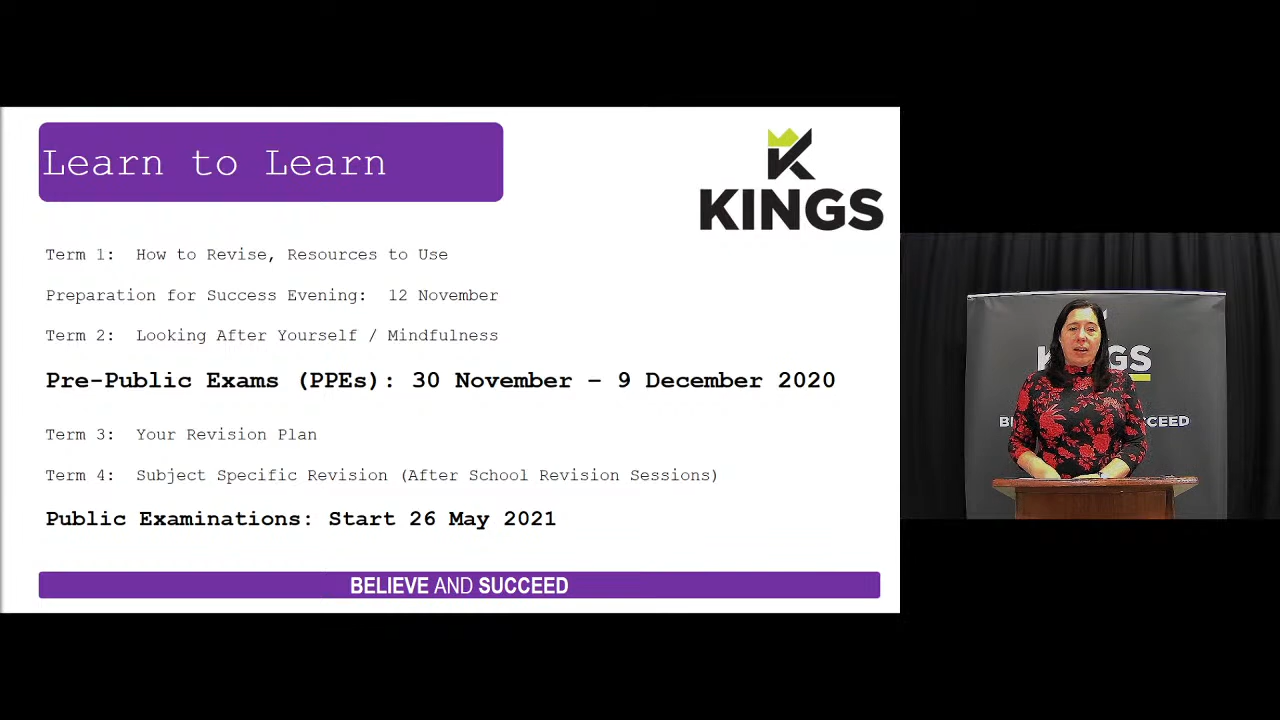 Learn to Learn
KINGS
Term 1: How to Revise, Resources to Use
Preparation for Success Evening: 12 November
Term 2: Looking After Yourself / Mindfulness
Pre-Public Exams (PPEs): 30 November – 9 December 2020
Term 3: Your Revision Plan
Term 4: Subject Specific Revision (After School Revision Sessions)
Public Examinations: Start 26 May 2021
BELIEVE AND SUCCEED